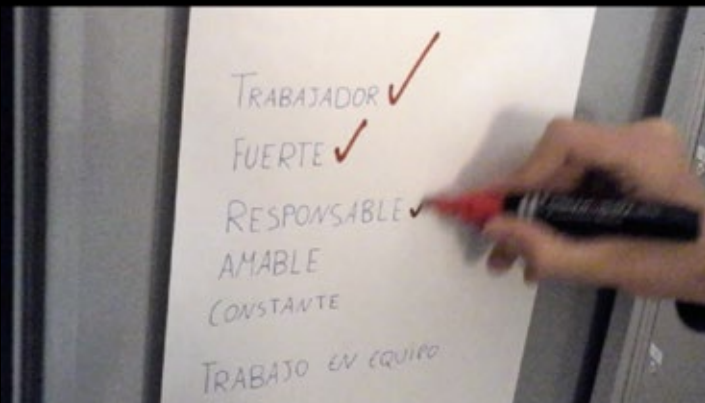 TRABAJADOR
FUERTE
RESPONSABLE
AMABLE
CONSTANTE
TRABAJO EN EQUIPO